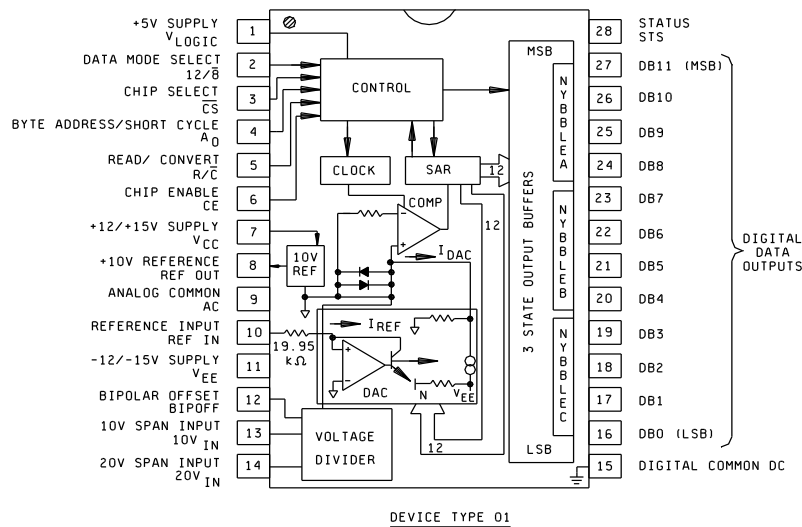 +5V SUPPLY
VLOGIC
1
DATA MODE SELECT
12/8̅
2
CHIP SELECT
C̅S̅
3
BYTE ADDRESS/SHORT CYCLE
AO
4
READ/ CONVERT
R/C̅
5
CHIP ENABLE
CE
6
+12/+15V SUPPLY
VCC
7
+10V REFERENCE
REF OUT
8
ANALOG COMMON
AC
9
REFERENCE INPUT
REF IN
10
-12/-15V SUPPLY
VEE
11
BIPOLAR OFFSET
BIPOFF
12
10V SPAN INPUT
10VIN
13
20V SPAN INPUT
20VIN
14
CONTROL
CLOCK
SAR
12
COMP
12
10V
REF
IDAC
IREF
19.95
kΩ
DAC
N
VEE
12
VOLTAGE
DIVIDER
MSB
3 STATE OUTPUT BUFFERS
LSB
NYBBLEA
NYBBLEB
NYBBLEC
28 STATUS
STS
27 DB11 (MSB)
26 DB10
25 DB9
24 DB8
23 DB7
22 DB6
21 DB5
20 DB4
19 DB3
18 DB2
17 DB1
16 DB0 (LSB)
15 DIGITAL COMMON DC
DIGITAL
DATA
OUTPUTS
DEVICE TYPE 01